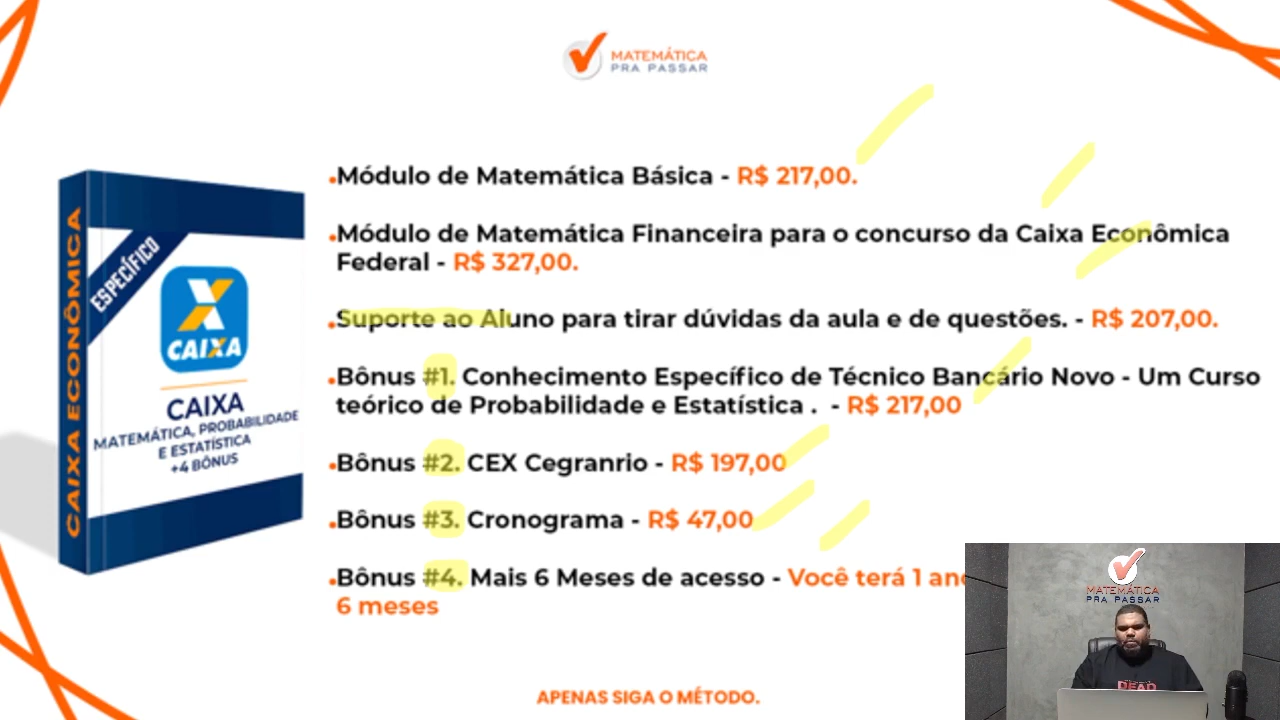 MATEMÁTICA
PRA PASSAR
•Módulo de Matemática Básica - R$ 217,00.
•Módulo de Matemática Financeira para o concurso da Caixa Econômica
Federal - R$ 327,00.
•Suporte ao Aluno para tirar dúvidas da aula e de questões. - R$ 207,00.
•Bônus #1. Conhecimento Específico de Técnico Bancário Novo - Um Curso
teórico de Probabilidade e Estatística . - R$ 217,00
•Bônus #2. CEX Cegranrio - R$ 197,00
•Bônus #3. Cronograma - R$ 47,00
•Bônus #4. Mais 6 Meses de acesso - Você terá 1 ano
6 meses
CAIXA ECONÔMICA
ESPECÍFICO
CAIXA
CAIXA
MATEMÁTICA, PROBABILIDADE
E ESTATÍSTICA
+4 BÔNUS
MATEMÁTICA
PRA PASSAR
DEAD
APENAS SIGA O MÉTODO.